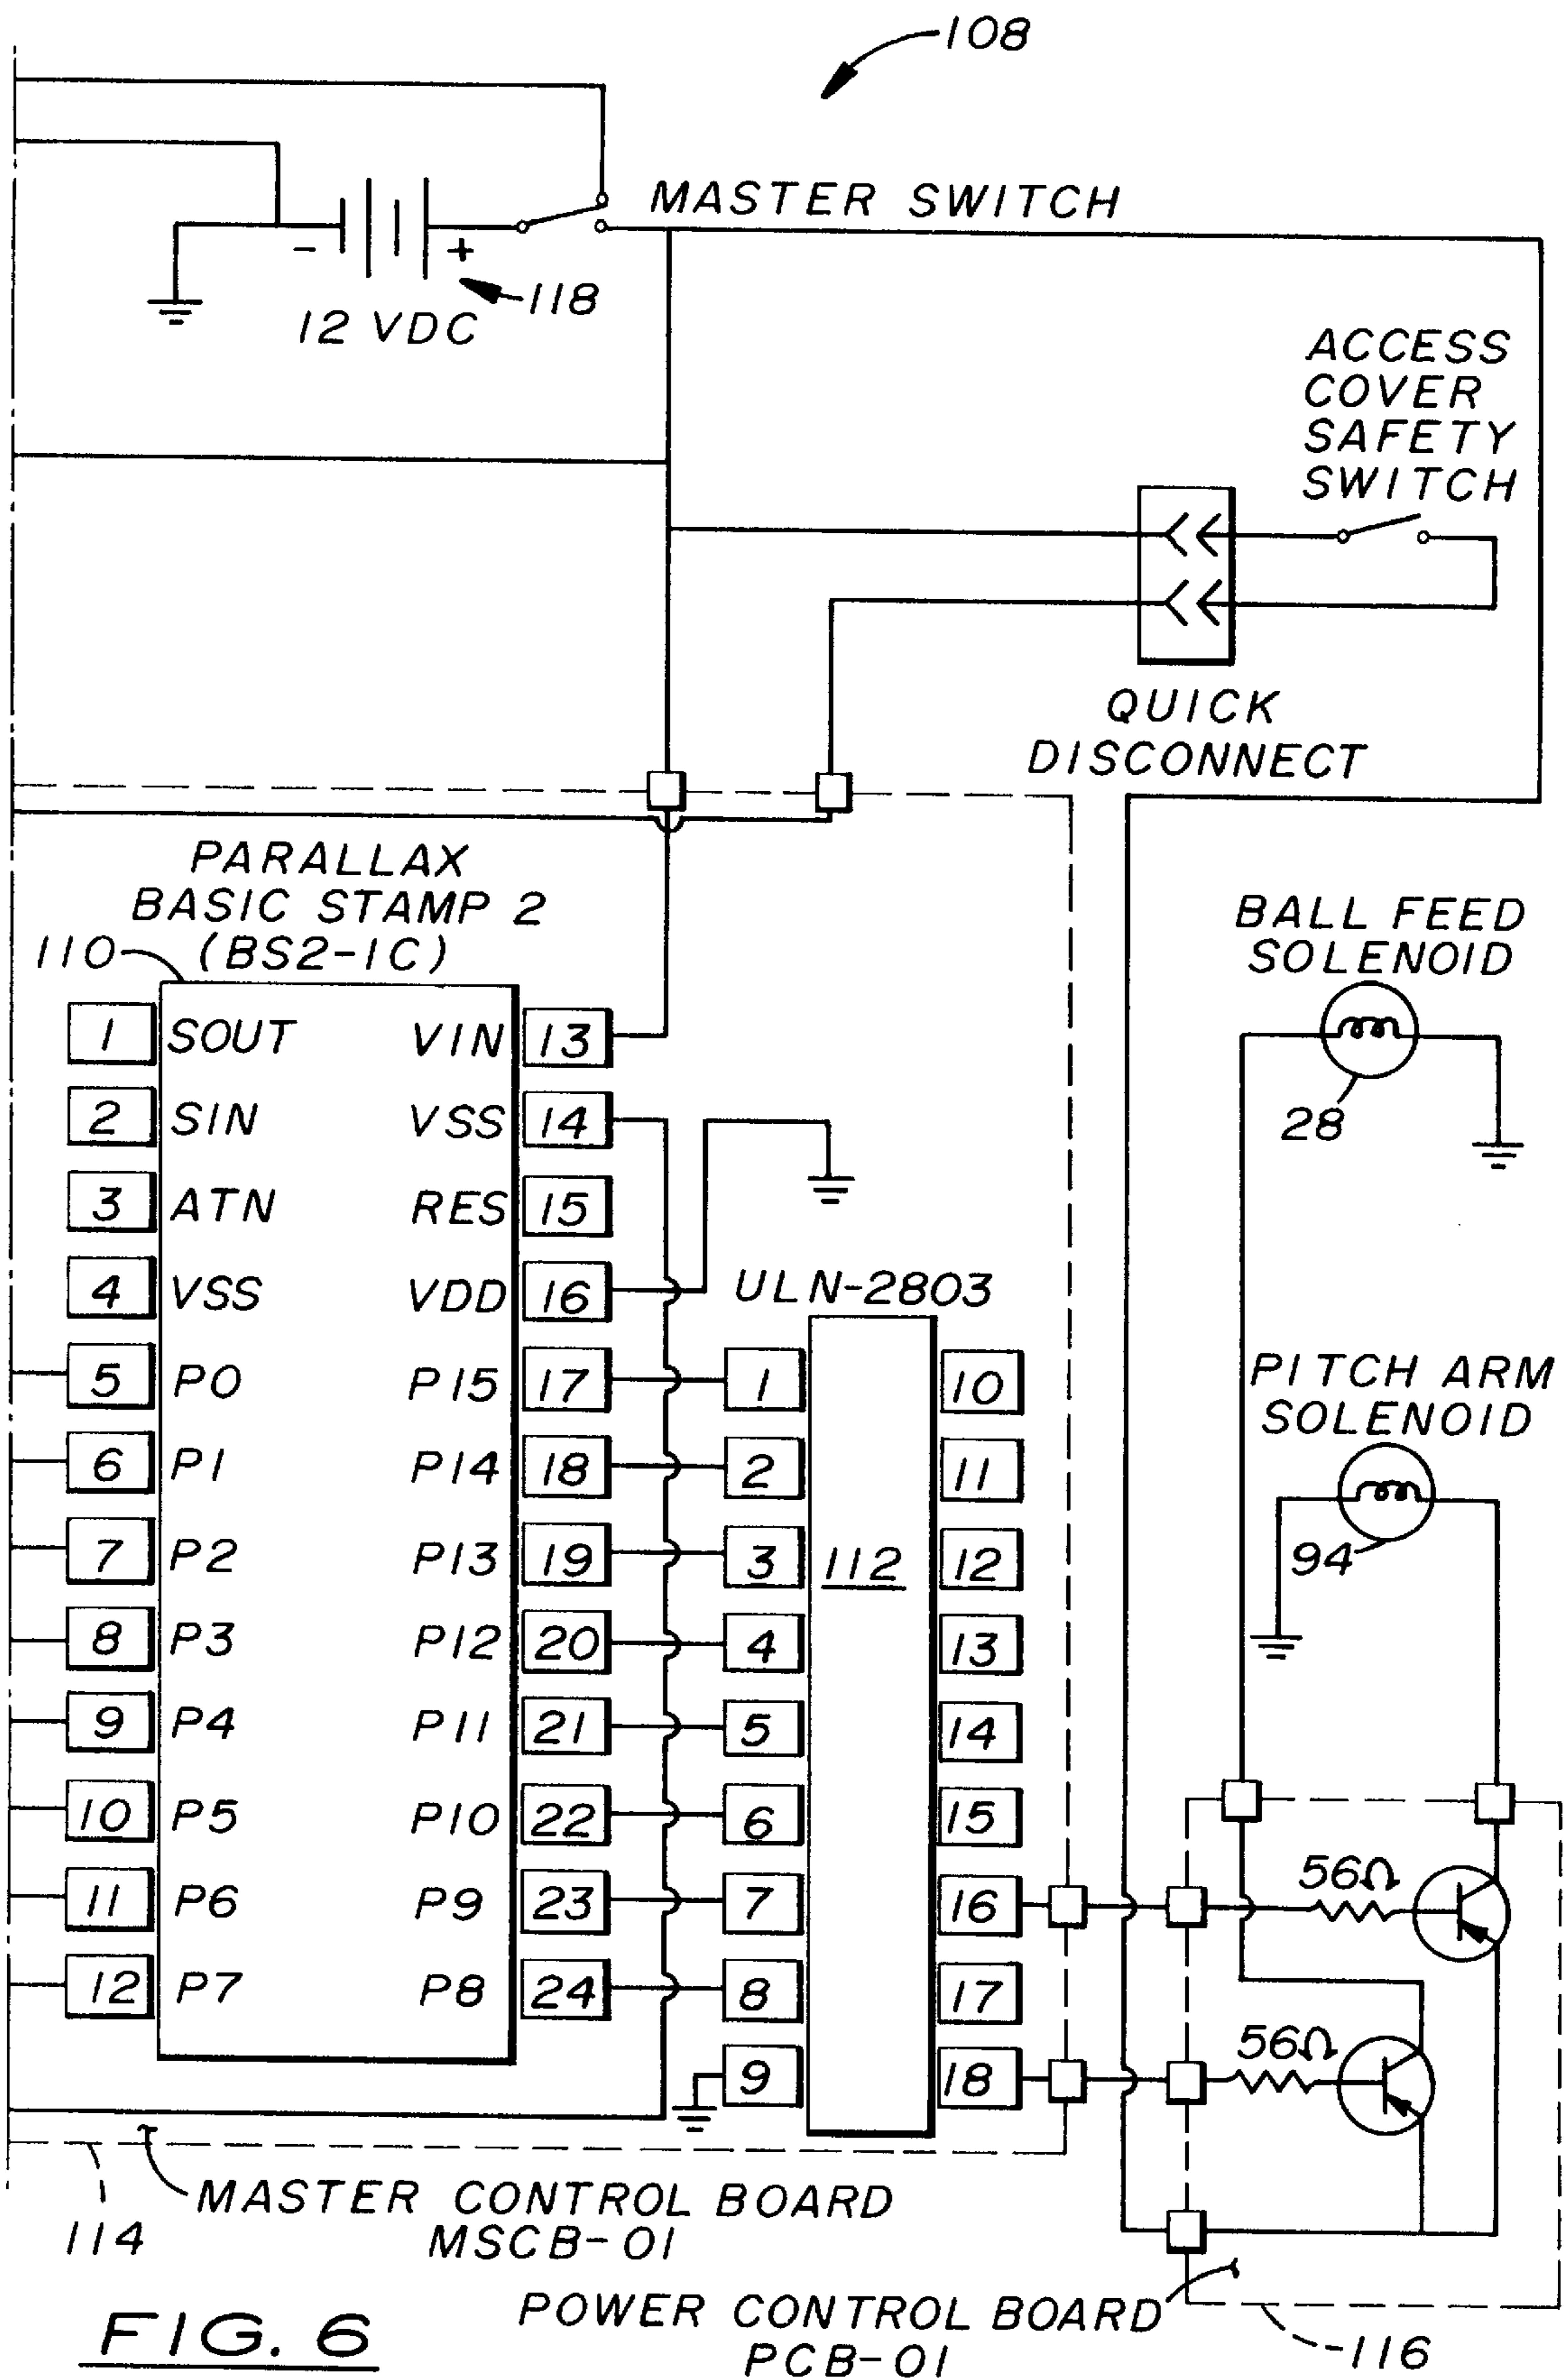 108
MASTER SWITCH
- +
118
12 VDC
ACCESS
COVER
SAFETY
SWITCH
QUICK
DISCONNECT
PARALLAX
BASIC STAMP 2
(BS2-1C)
110
1 SOUT VIN 13
2 SIN VSS 14
3 ATN RES 15
4 VSS VDD 16
5 P0 P15 17
6 P1 P14 18
7 P2 P13 19
8 P3 P12 20
9 P4 P11 21
10 P5 P10 22
11 P6 P9 23
12 P7 P8 24
ULN-2803
1 10
2 11
3 112 12
4 13
5 14
6 15
7 16
8 17
9 18
BALL FEED
SOLENOID
28
PITCH ARM
SOLENOID
94
56Ω
56Ω
MASTER CONTROL BOARD
MSCB-01
114
POWER CONTROL BOARD
PCB-01
116
FIG. 6